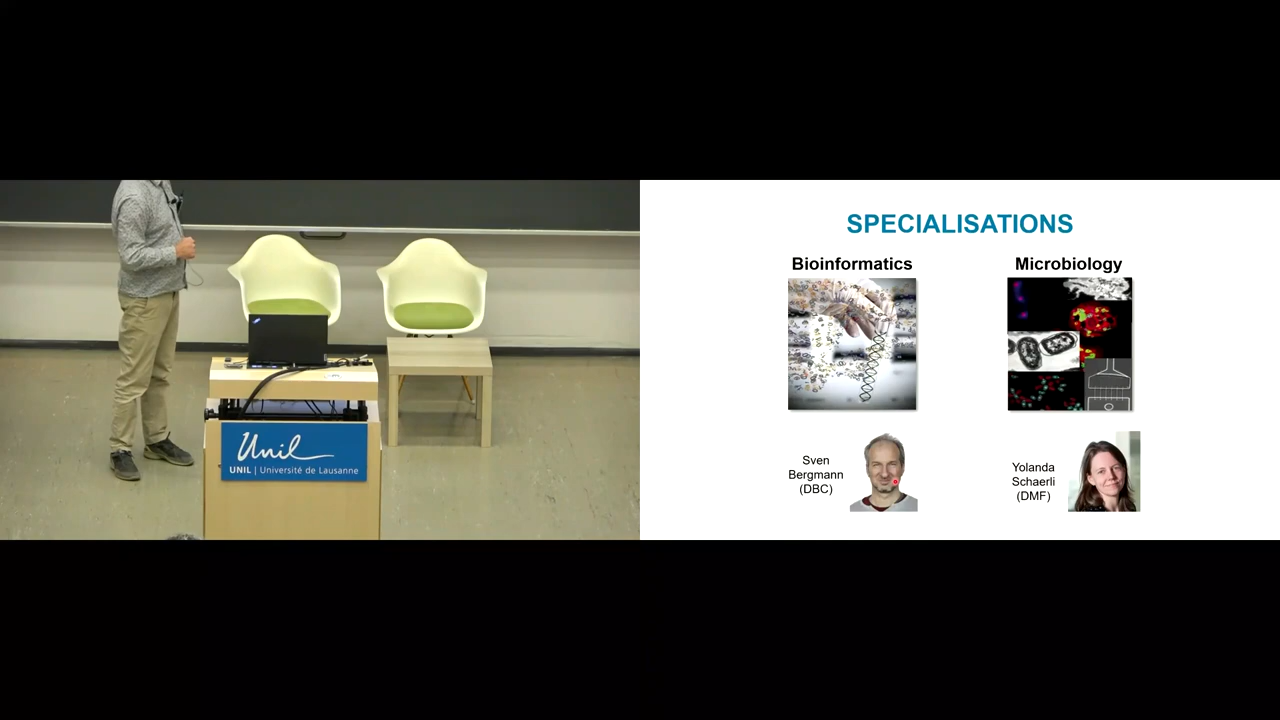 SPECIALISATIONS
Bioinformatics
Microbiology
Sven
Bergmann
(DBC)
Yolanda
Schaerli
(DMF)
Unil
UNIL | Université de Lausanne